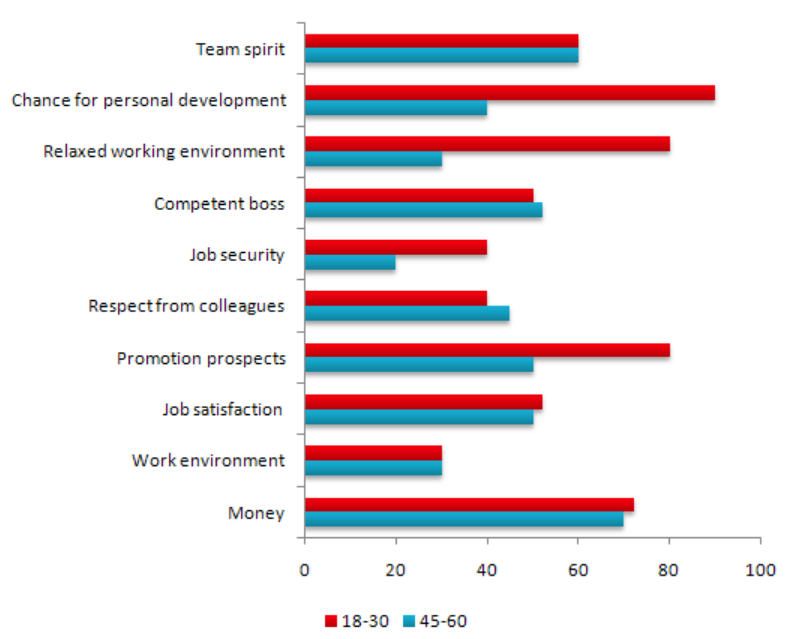 Team spirit
Chance for personal development
Relaxed working environment
Competent boss
Job security
Respect from colleagues
Promotion prospects
Job satisfaction
Work environment
Money
0 20 40 60 80 100
18-30 45-60